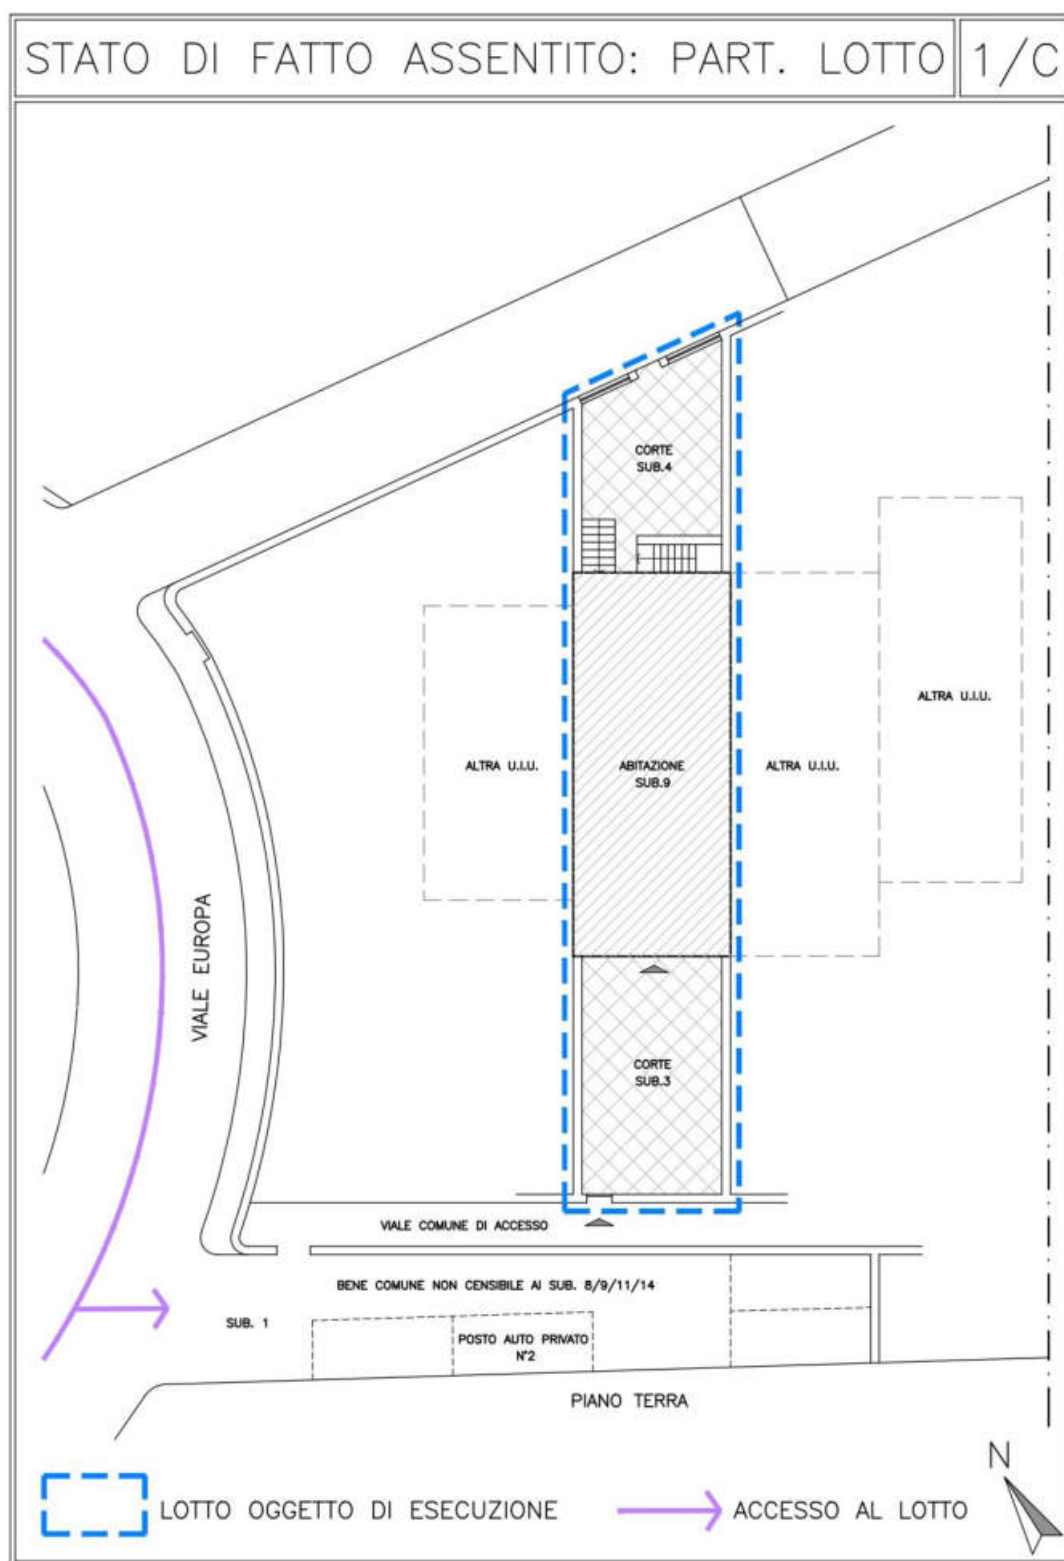 STATO DI FATTO ASSENTITO: PART. LOTTO
1/C
CORTE
SUB.4
ALTRA U.I.U.
ALTRA U.I.U.
ABITAZIONE
SUB.9
ALTRA U.I.U.
VIALE EUROPA
CORTE
SUB.3
VIALE COMUNE DI ACCESSO
BENE COMUNE NON CENSIBILE AI SUB. 8/9/11/14
SUB. 1
POSTO AUTO PRIVATO
N°2
PIANO TERRA
N
LOTTO OGGETTO DI ESECUZIONE
ACCESSO AL LOTTO